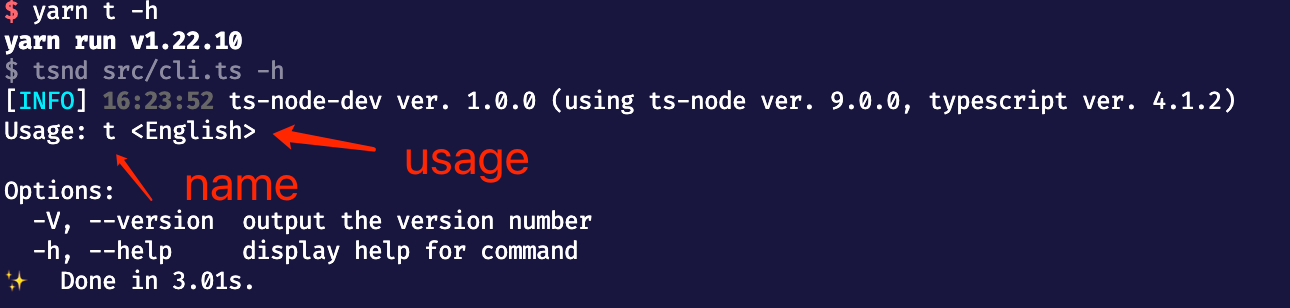 $ yarn t -h
yarn run v1.22.10
$ tsnd src/cli.ts -h
[INFO] 16:23:52 ts-node-dev ver. 1.0.0 (using ts-node ver. 9.0.0, typescript ver. 4.1.2)
Usage: t <English>
usage
name
Options:
  -V, --version  output the version number
  -h, --help     display help for command
✨  Done in 3.01s.